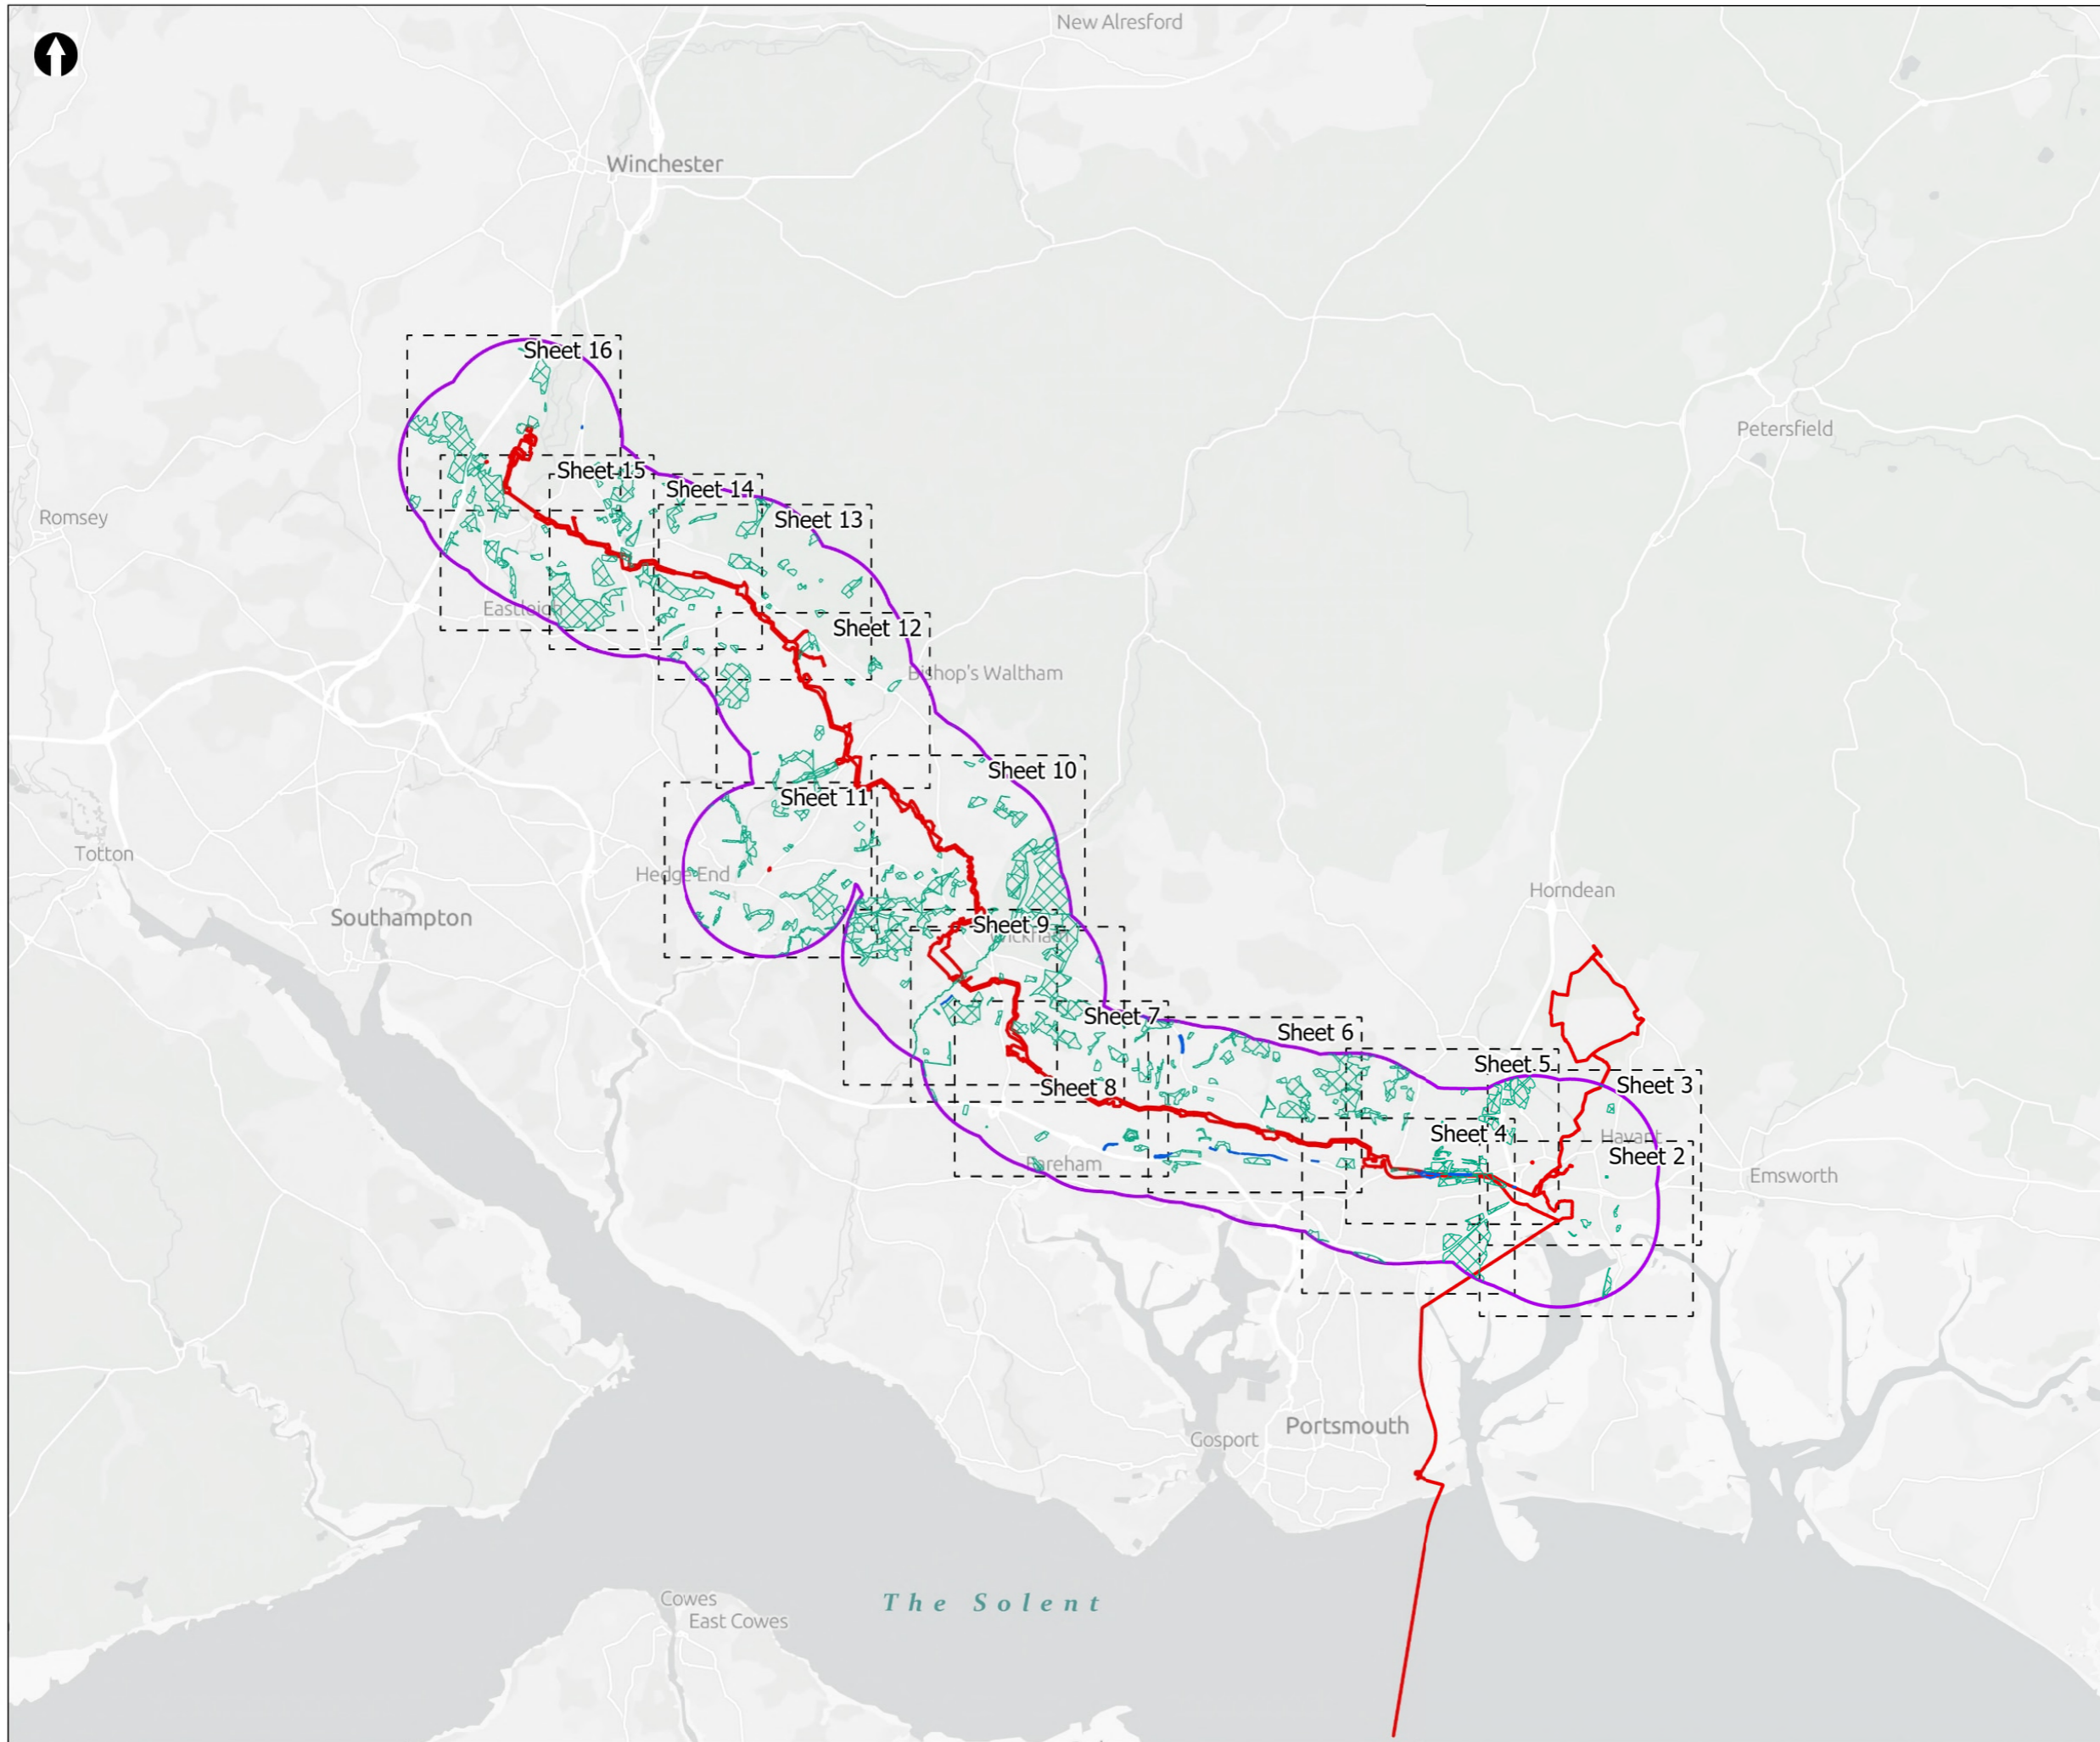 New Alresford
Winchester
Sheet 16
Petersfield
Sheet 15
Sheet 14
Romsey
Sheet 13
Eastleigh
Sheet 12
Bishop's Waltham
Sheet 10
Sheet 11
Totton
Hedge End
Horndean
Southampton
Sheet 9
Wickham
Sheet 7
Sheet 6
Sheet 5
Sheet 8
Sheet 3
Sheet 4
Havant
Sheet 2
Fareham
Emsworth
Portsmouth
Gosport
Cowes
The Solent
East Cowes